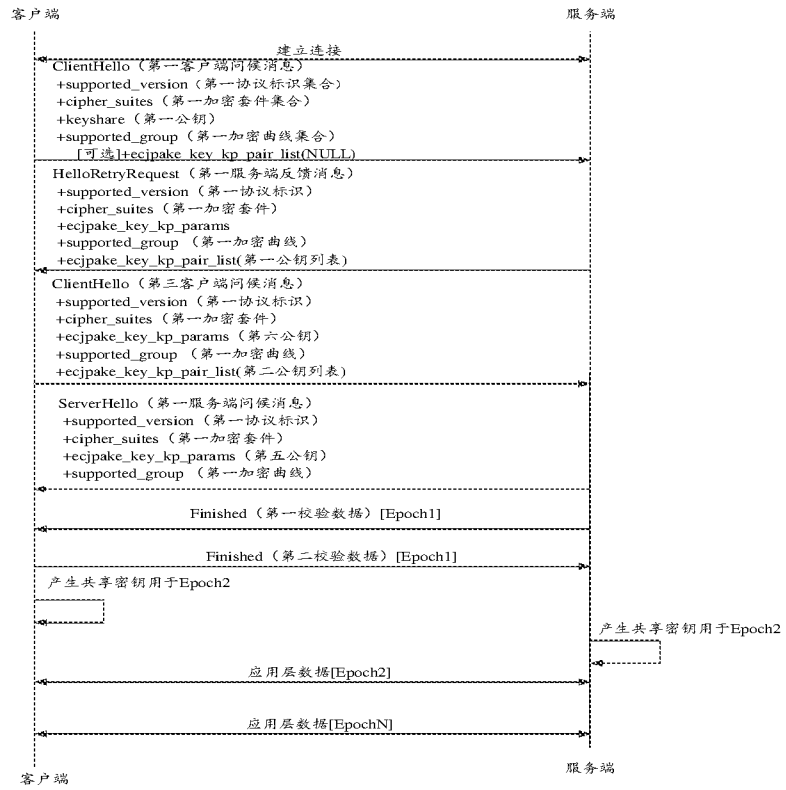 客户端
服务端
建立连接
ClientHello（第一客户端问候消息）
+supported_version（第一协议标识集合）
+cipher_suites（第一加密套件集合）
+keyshare（第一公钥）
+supported_group（第一加密曲线集合）
[可选]+ecjpake_key_kp_pair_list(NULL)
HelloRetryRequest（第一服务端反馈消息）
+supported_version（第一协议标识）
+cipher_suites（第一加密套件）
+ecjpake_key_kp_params
+supported_group （第一加密曲线）
+ecjpake_key_kp_pair_list(第一公钥列表)
ClientHello（第三客户端问候消息）
+supported_version（第一协议标识）
+cipher_suites（第一加密套件）
+ecjpake_key_kp_params（第六公钥）
+supported_group （第一加密曲线）
+ecjpake_key_kp_pair_list(第二公钥列表)
ServerHello（第一服务端问候消息）
+supported_version（第一协议标识）
+cipher_suites（第一加密套件）
+ecjpake_key_kp_params（第五公钥）
+supported_group（第一加密曲线）
Finished（第一校验数据）[Epoch1]
Finished（第二校验数据）[Epoch1]
产生共享密钥用于Epoch2
产生共享密钥用于Epoch2
应用层数据[Epoch2]
应用层数据[EpochN]
服务端
客户端